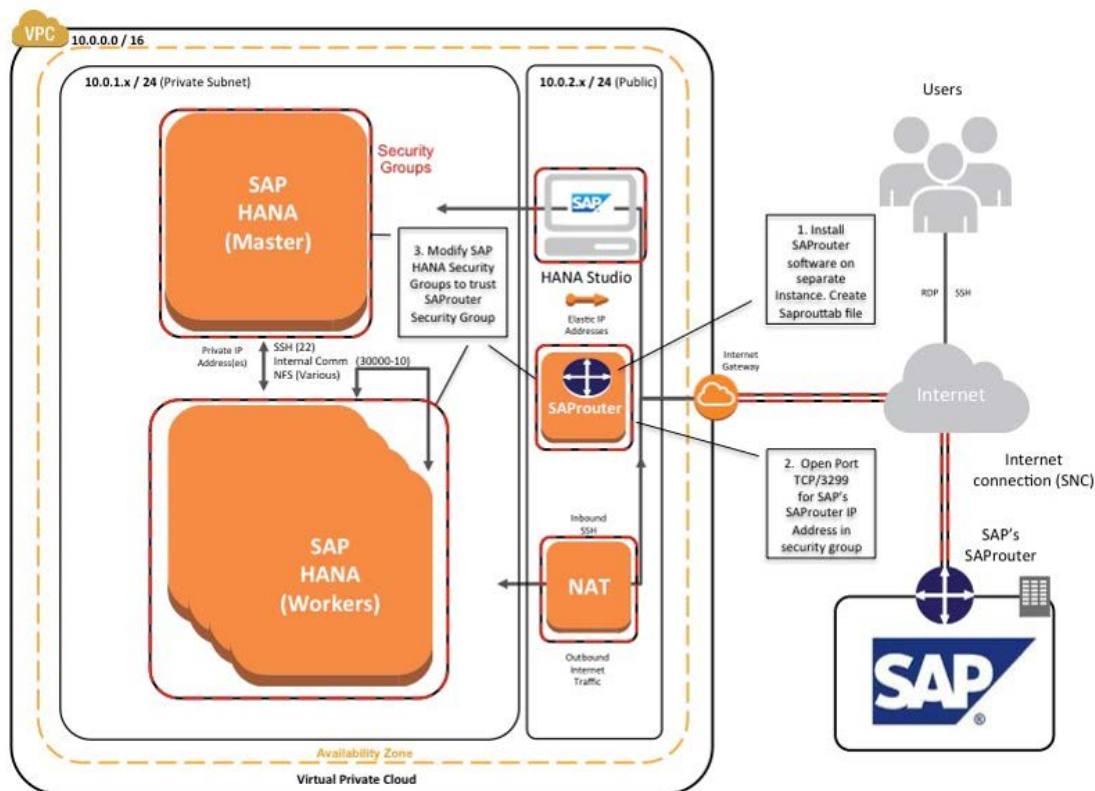 VPC
10.0.0.0 / 16
10.0.1.x / 24 (Private Subnet)
10.0.2.x / 24 (Public)
SAP
HANA
(Master)
Security
Groups
3. Modify SAP
HANA Security
Groups to trust
SAProuter
Security Group
SAP
HANA Studio
Elastic IP
Addresses
SAProuter
Private IP
Address(es)
SSH (22)
Internal Comm
NFS (Various)
(30000-10)
SAP
HANA
(Workers)
Inbound
SSH
NAT
Outbound
Internet
Traffic
Availability Zone
Virtual Private Cloud
Users
1. Install
SAProuter
software on
separate
Instance. Create
Saprouttab file
RDP
SSH
Internet
Gateway
Internet
2. Open Port
TCP/3299
for SAP's
SAProuter IP
Address in
security group
Internet
connection (SNC)
SAP's
SAProuter
SAP
®